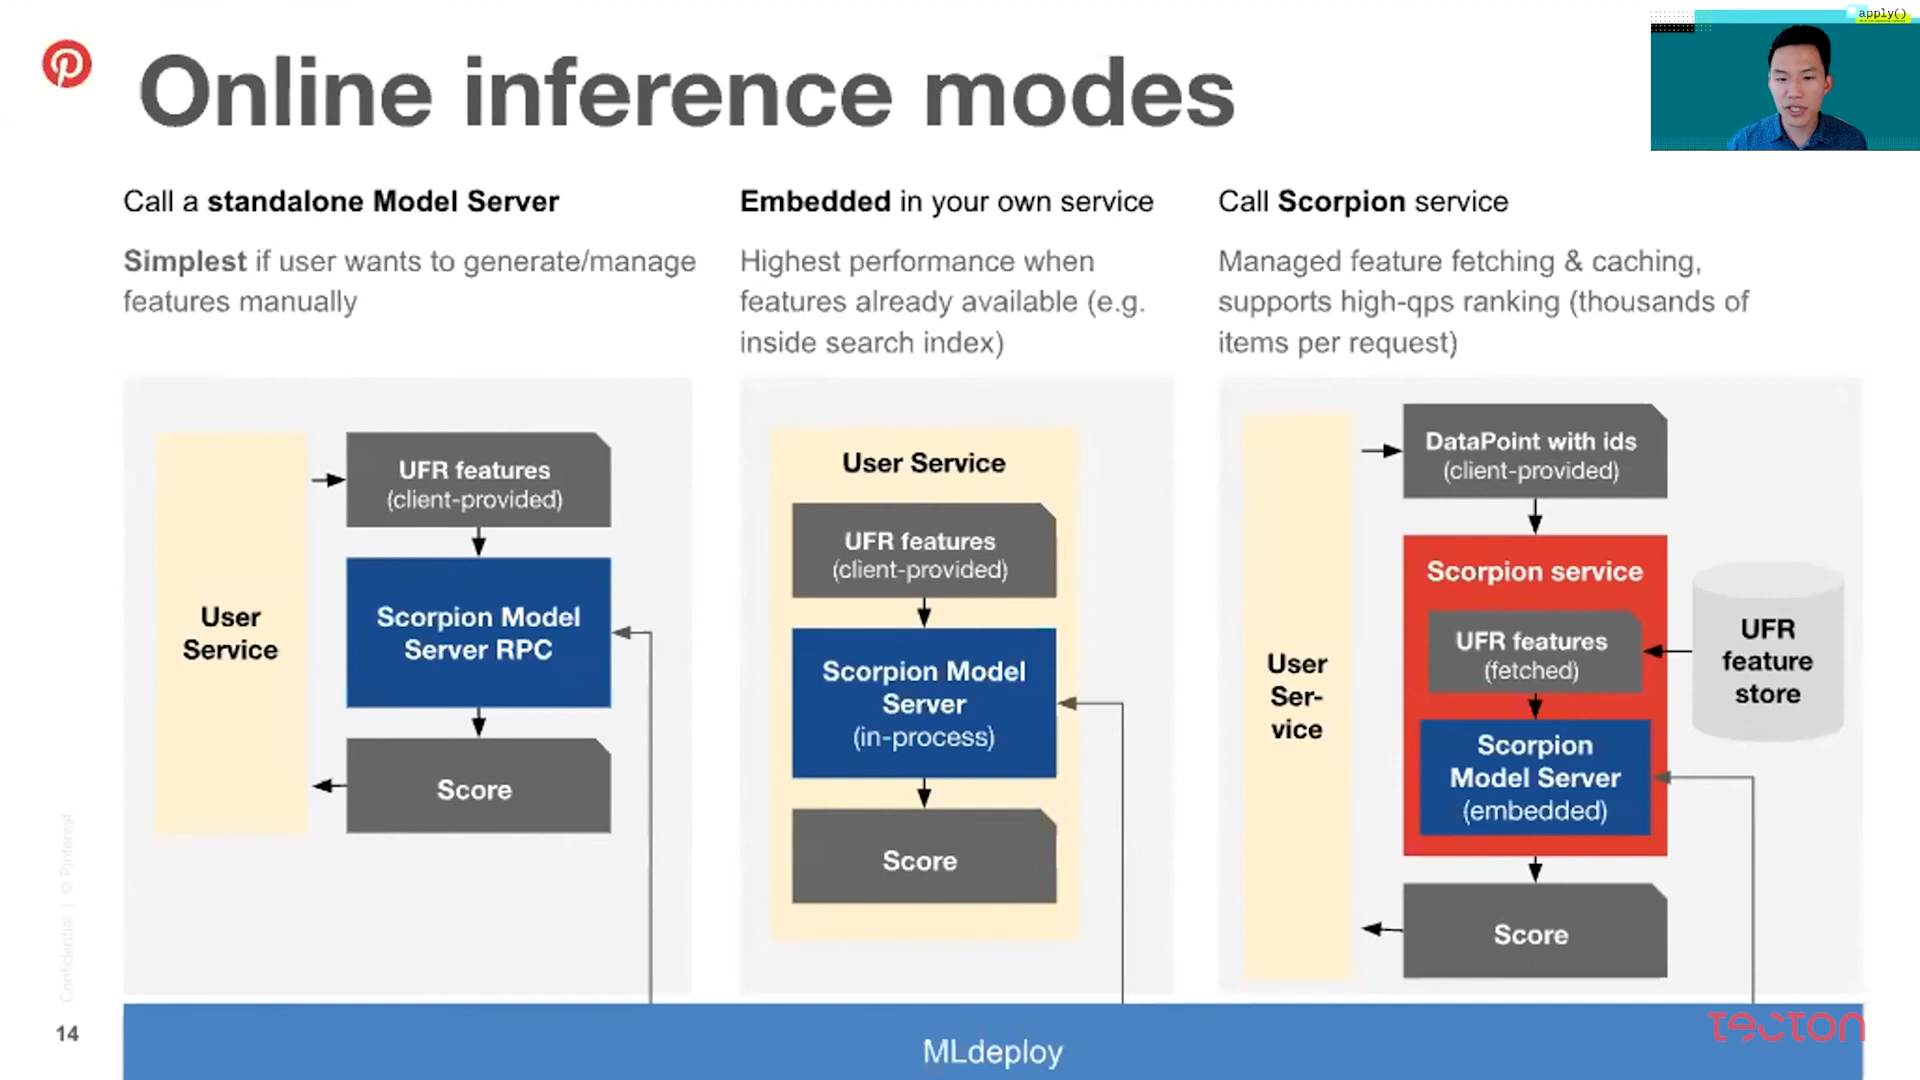 apply()
Online inference modes
Call a standalone Model Server
Simplest if user wants to generate/manage
features manually
User
Service
UFR features
(client-provided)
Scorpion Model
Server RPC
Score
Embedded in your own service
Highest performance when
features already available (e.g.
inside search index)
User Service
UFR features
(client-provided)
Scorpion Model
Server
(in-process)
Score
Call Scorpion service
Managed feature fetching & caching,
supports high-qps ranking (thousands of
items per request)
User
Ser-
vice
DataPoint with ids
(client-provided)
Scorpion service
UFR features
(fetched)
Scorpion
Model Server
(embedded)
Score
UFR
feature
store
MLdeploy
Confidential | © Pinterest
14
tecton